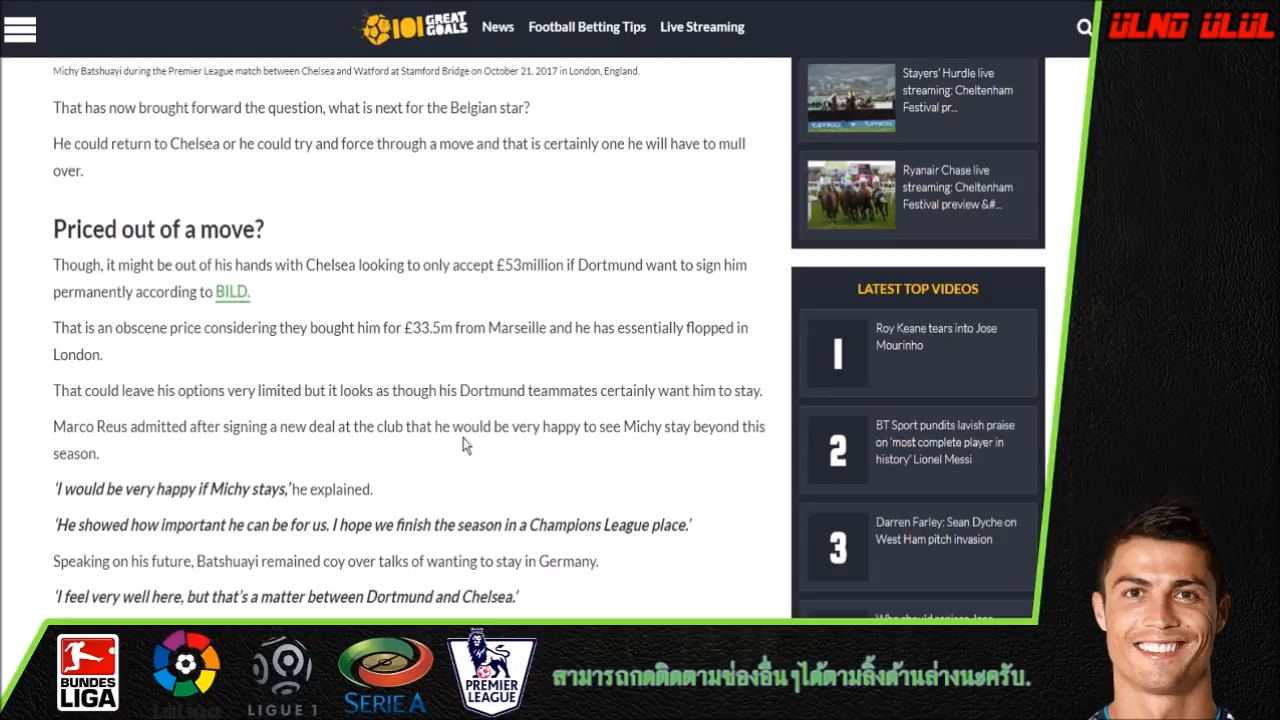 101 GREAT GOALS
News Football Betting Tips Live Streaming
Michy Batshuayi during the Premier League match between Chelsea and Watford at Stamford Bridge on October 21, 2017 in London, England.
That has now brought forward the question, what is next for the Belgian star?
He could return to Chelsea or he could try and force through a move and that is certainly one he will have to mull
over.
Priced out of a move?
Though, it might be out of his hands with Chelsea looking to only accept £53million if Dortmund want to sign him
permanently according to BILD.
That is an obscene price considering they bought him for £33.5m from Marseille and he has essentially flopped in
London.
That could leave his options very limited but it looks as though his Dortmund teammates certainly want him to stay.
Marco Reus admitted after signing a new deal at the club that he would be very happy to see Michy stay beyond this
season.
'I would be very happy if Michy stays,' he explained.
'He showed how important he can be for us. I hope we finish the season in a Champions League place.'
Speaking on his future, Batshuayi remained coy over talks of wanting to stay in Germany.
'I feel very well here, but that's a matter between Dortmund and Chelsea.'
Stayers' Hurdle live
streaming: Cheltenham
Festival pr...
Ryanair Chase live
streaming: Cheltenham
Festival preview &#...
LATEST TOP VIDEOS
1
Roy Keane tears into Jose
Mourinho
2
BT Sport pundits lavish praise
on 'most complete player in
history' Lionel Messi
3
Darren Farley: Sean Dyche on
West Ham pitch invasion
BUNDES
LIGA
LaLiga
LIGUE 1
SERIE A
PREMIER
LEAGUE
สามารถกดติดตามช่องอื่นๆได้ตามลิ้งด้านล่างนะครับ.